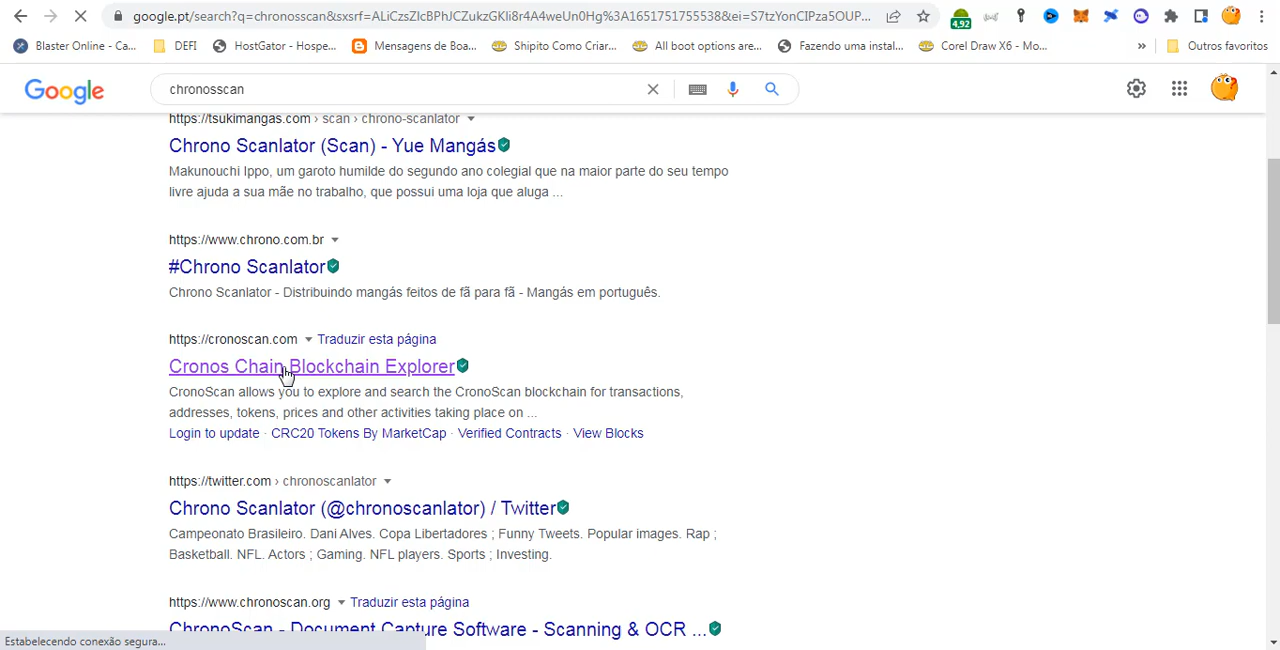 google.pt/search?q=chronosscan&sxsrf=ALiCzsZlcBPhJCZukzGKli8r4A4weUn0Hg%3A1651751755538&ei=S7tzYonCIPza5OUP...
4,92
Blaster Online - Ca...
DEFI
HostGator - Hospe...
Mensagens de Boa...
Shipito Como Criar...
All boot options are...
Fazendo uma instal...
Corel Draw X6 - Mo...
»
Outros favoritos
Google
chronosscan
https://tsukimangas.com › scan › chrono-scanlator
Chrono Scanlator (Scan) - Yue Mangás
Makunouchi Ippo, um garoto humilde do segundo ano colegial que na maior parte do seu tempo
livre ajuda a sua mãe no trabalho, que possui uma loja que aluga ...
https://www.chrono.com.br
#Chrono Scanlator
Chrono Scanlator - Distribuindo mangás feitos de fã para fã - Mangás em português.
https://cronoscan.com Traduzir esta página
Cronos Chain Blockchain Explorer
CronoScan allows you to explore and search the CronoScan blockchain for transactions,
addresses, tokens, prices and other activities taking place on ...
Login to update · CRC20 Tokens By MarketCap · Verified Contracts · View Blocks
https://twitter.com › chronoscanlator
Chrono Scanlator (@chronoscanlator) / Twitter
Campeonato Brasileiro. Dani Alves. Copa Libertadores ; Funny Tweets. Popular images. Rap ;
Basketball. NFL. Actors ; Gaming. NFL players. Sports ; Investing.
https://www.chronoscan.org Traduzir esta página
ChronoScan - Document Capture Software - Scanning & OCR ...
Estabelecendo conexão segura...